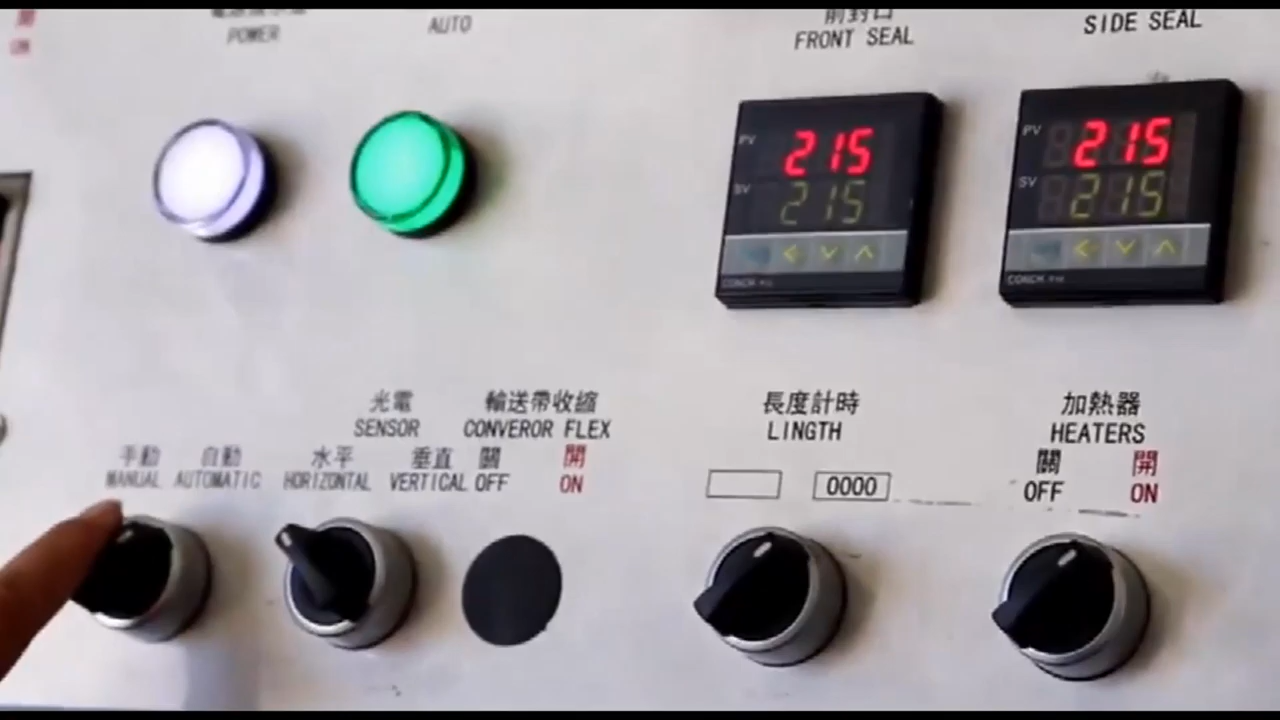 ON
POWER
AUTO
前封口
FRONT SEAL
SIDE SEAL
PV 215
SV 215
PV 215
SV 215
光電
SENSOR
輸送帶收縮
CONVEROR FLEX
手動
MANUAL
自動
AUTOMATIC
水平
HORIZONTAL
垂直
VERTICAL
關
OFF
開
ON
長度計時
LINGTH
0000
加熱器
HEATERS
關
OFF
開
ON